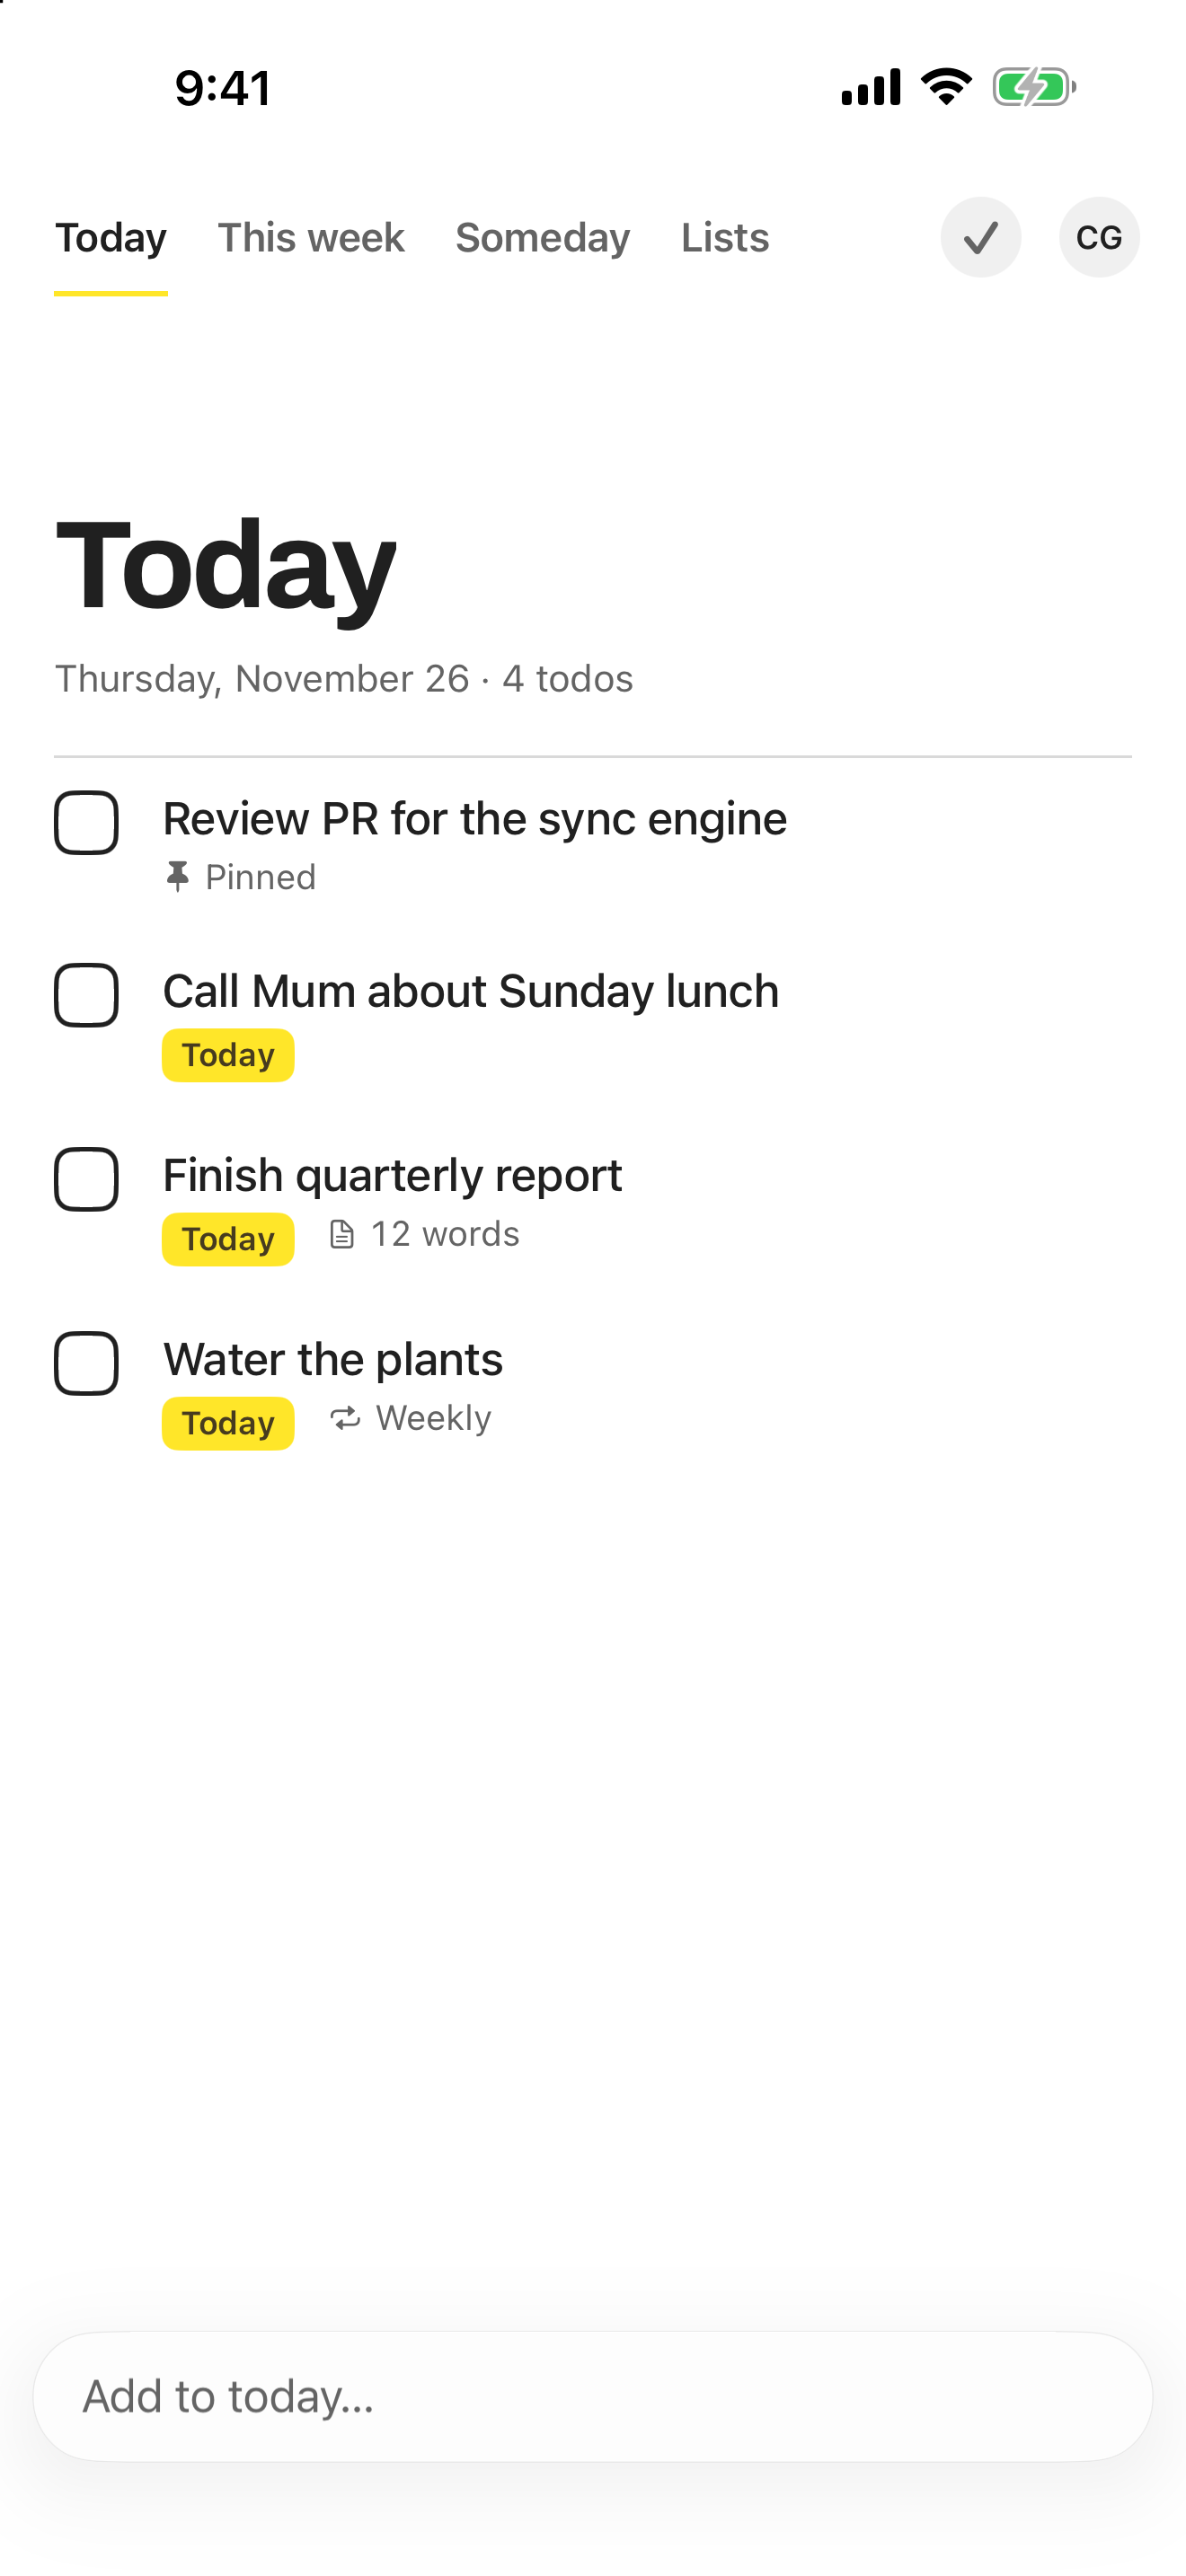 9:41
Today This week Someday Lists CG
Today
Thursday, November 26 · 4 todos
Review PR for the sync engine
Pinned
Call Mum about Sunday lunch
Today
Finish quarterly report
Today 12 words
Water the plants
Today Weekly
Add to today...